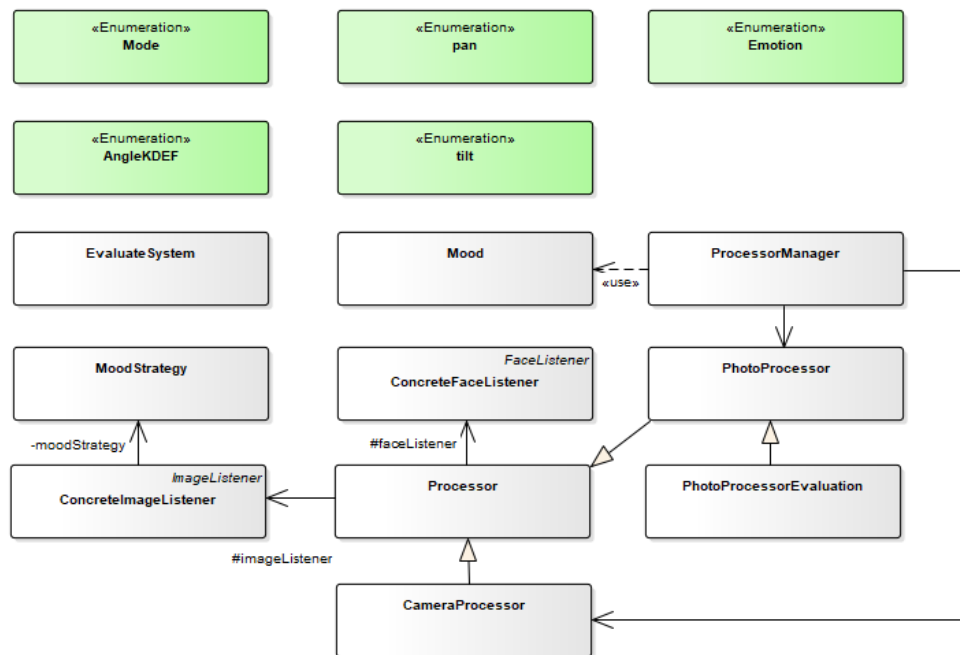 «Enumeration»
Mode
«Enumeration»
pan
«Enumeration»
Emotion
«Enumeration»
AngleKDEF
«Enumeration»
tilt
EvaluateSystem
Mood
ProcessorManager
«use»
MoodStrategy
FaceListener
ConcreteFaceListener
PhotoProcessor
-moodStrategy
#faceListener
ImageListener
ConcreteImageListener
Processor
PhotoProcessorEvaluation
#imageListener
CameraProcessor